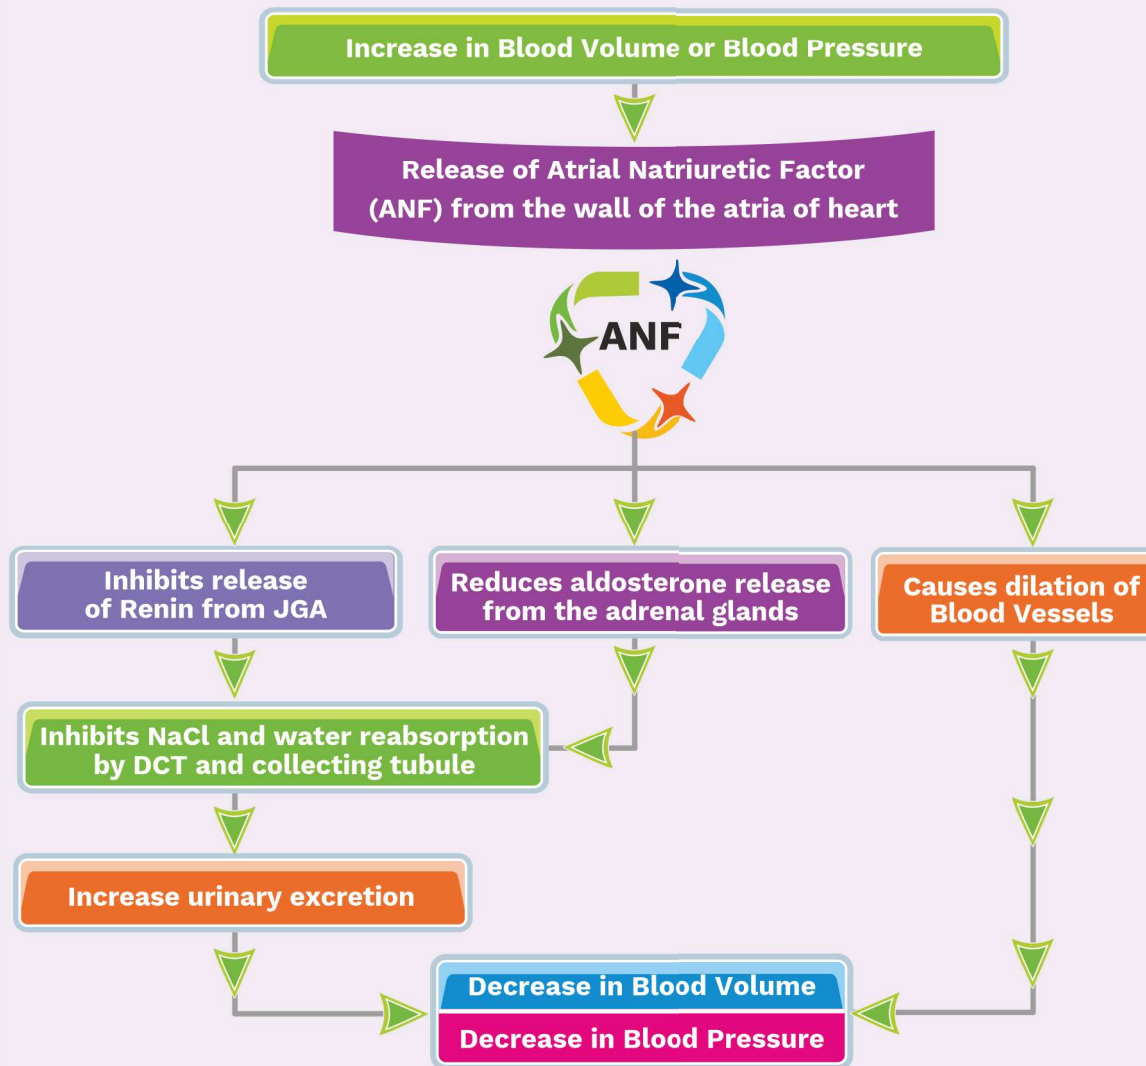 Increase in Blood Volume or Blood Pressure
Release of Atrial Natriuretic Factor
(ANF) from the wall of the atria of heart
ANF
Inhibits release
of Renin from JGA
Reduces aldosterone release
from the adrenal glands
Causes dilation of
Blood Vessels
Inhibits NaCl and water reabsorption
by DCT and collecting tubule
Increase urinary excretion
Decrease in Blood Volume
Decrease in Blood Pressure